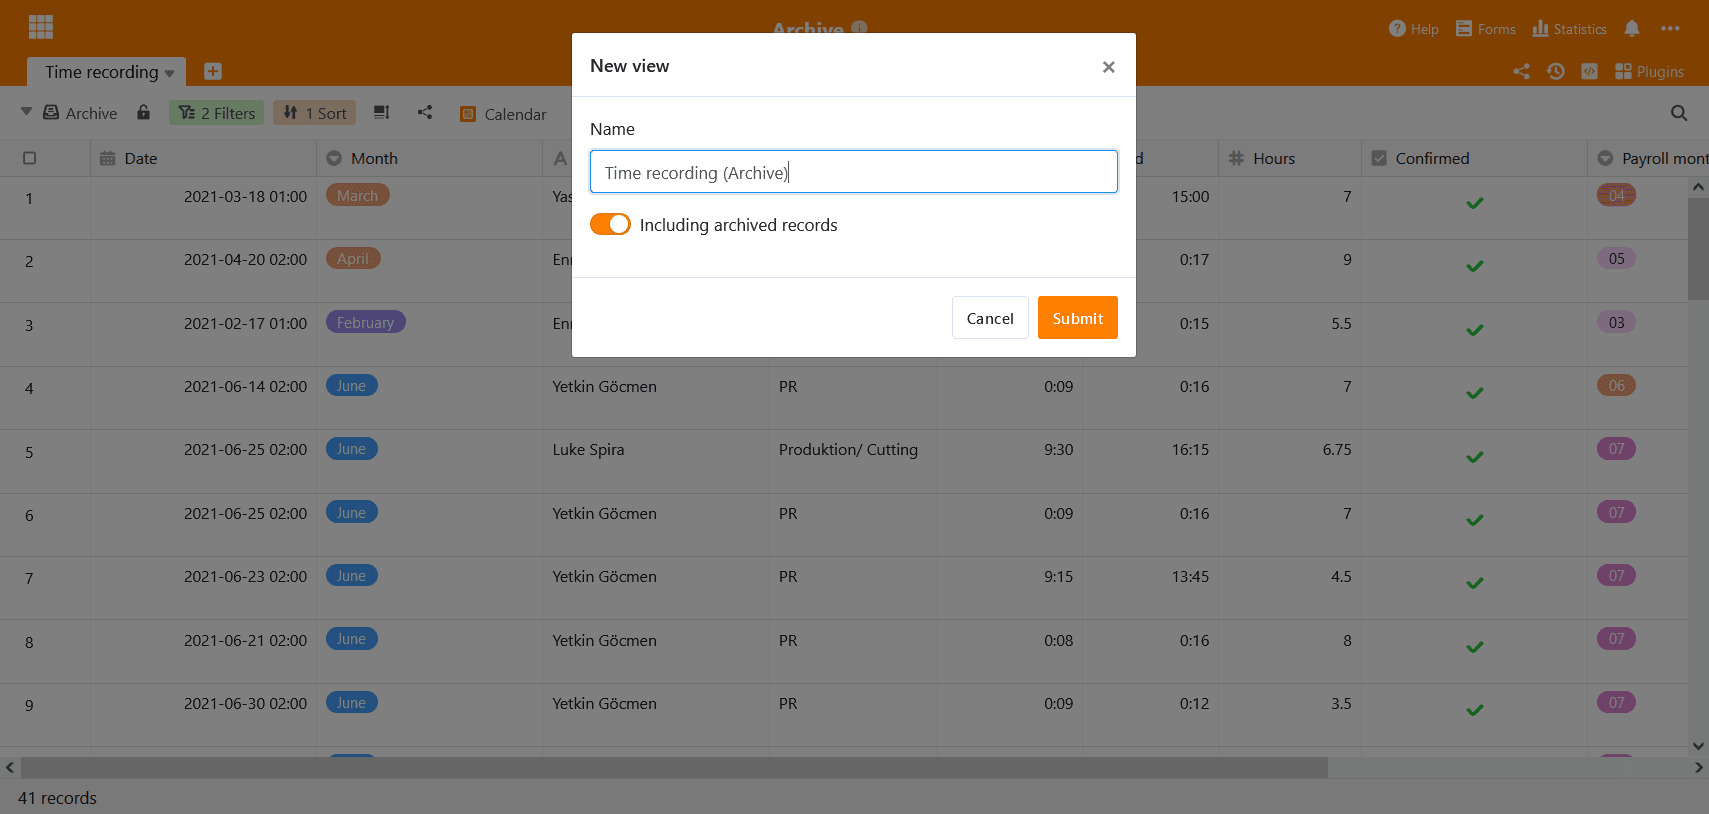 Archive
Help Forms Statistics
Time recording
Plugins
Archive 2 Filters 1 Sort Calendar
New view
Name
Time recording (Archive)
Including archived records
Cancel Submit
Date Month Hours Confirmed Payroll mont
1 2021-03-18 01:00 March Yas 15:00 7 04
2 2021-04-20 02:00 April 0:17 9 05
3 2021-02-17 01:00 February 0:15 5.5 03
4 2021-06-14 02:00 June Yetkin Göcmen PR 0:09 0:16 7 06
5 2021-06-25 02:00 June Luke Spira Produktion/ Cutting 9:30 16:15 6.75 07
6 2021-06-25 02:00 June Yetkin Göcmen PR 0:09 0:16 7 07
7 2021-06-23 02:00 June Yetkin Göcmen PR 9:15 13:45 4.5 07
8 2021-06-21 02:00 June Yetkin Göcmen PR 0:08 0:16 8 07
9 2021-06-30 02:00 June Yetkin Göcmen PR 0:09 0:12 3.5 07
41 records